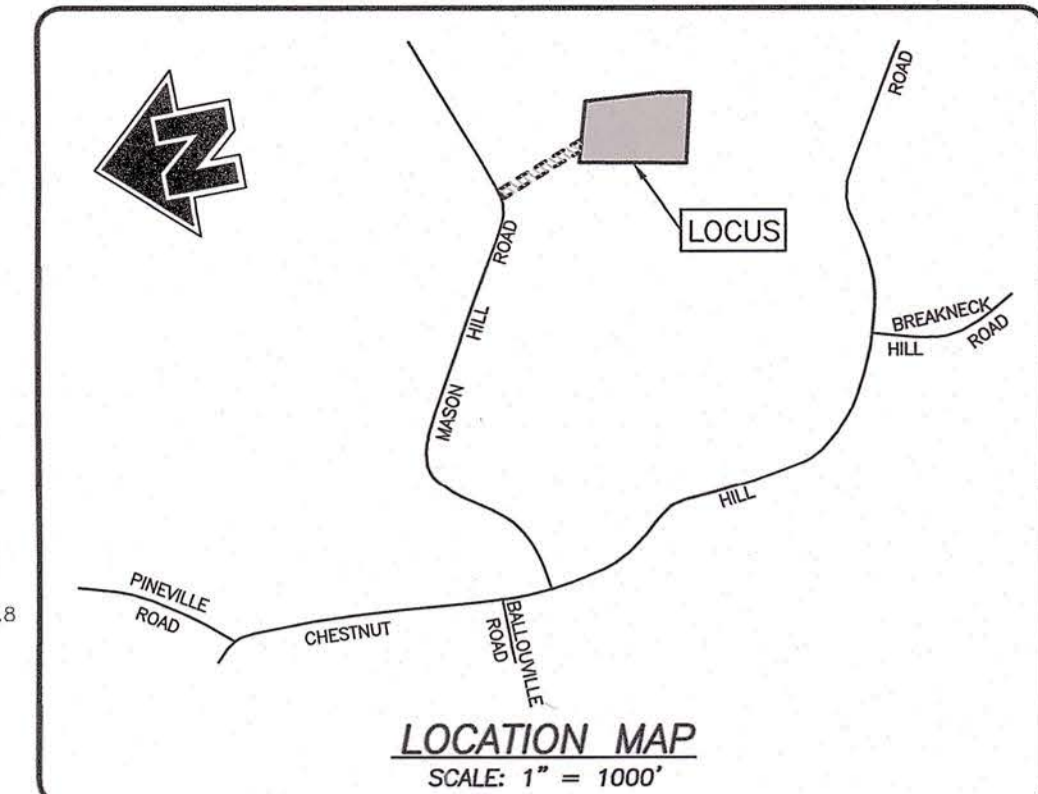 N
ROAD
ROAD
LOCUS
BREAKNECK
HILL
ROAD
HILL
MASON
HILL
PINEVILLE
ROAD
CHESTNUT
BALLOUVILLE
ROAD
.8
LOCATION MAP
SCALE: 1" = 1000'